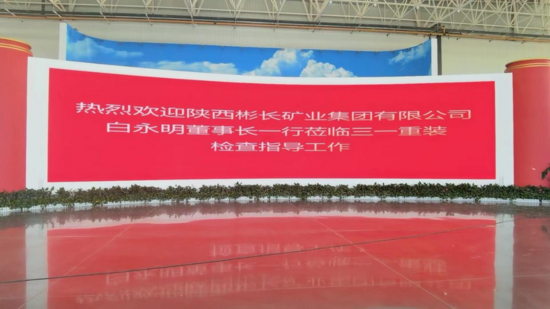 热烈欢迎陕西彬长矿业集团有限公司
白永明董事长一行莅临三一重装
检查指导工作